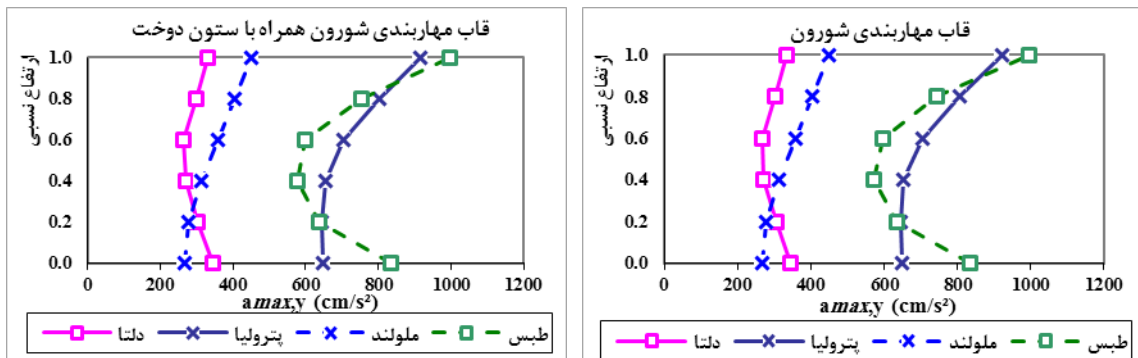 قاب مهاربندی شورون همراه با ستون دوخت
ارتفاع نسبی
1.0
0.8
0.6
0.4
0.2
0.0
0 200 400 600 800 1000 1200
amax,y (cm/s²)
دلتا پترولیا ملولند طبس
قاب مهاربندی شورون
ارتفاع نسبی
1.0
0.8
0.6
0.4
0.2
0.0
0 200 400 600 800 1000 1200
amax,y (cm/s²)
دلتا پترولیا ملولند طبس